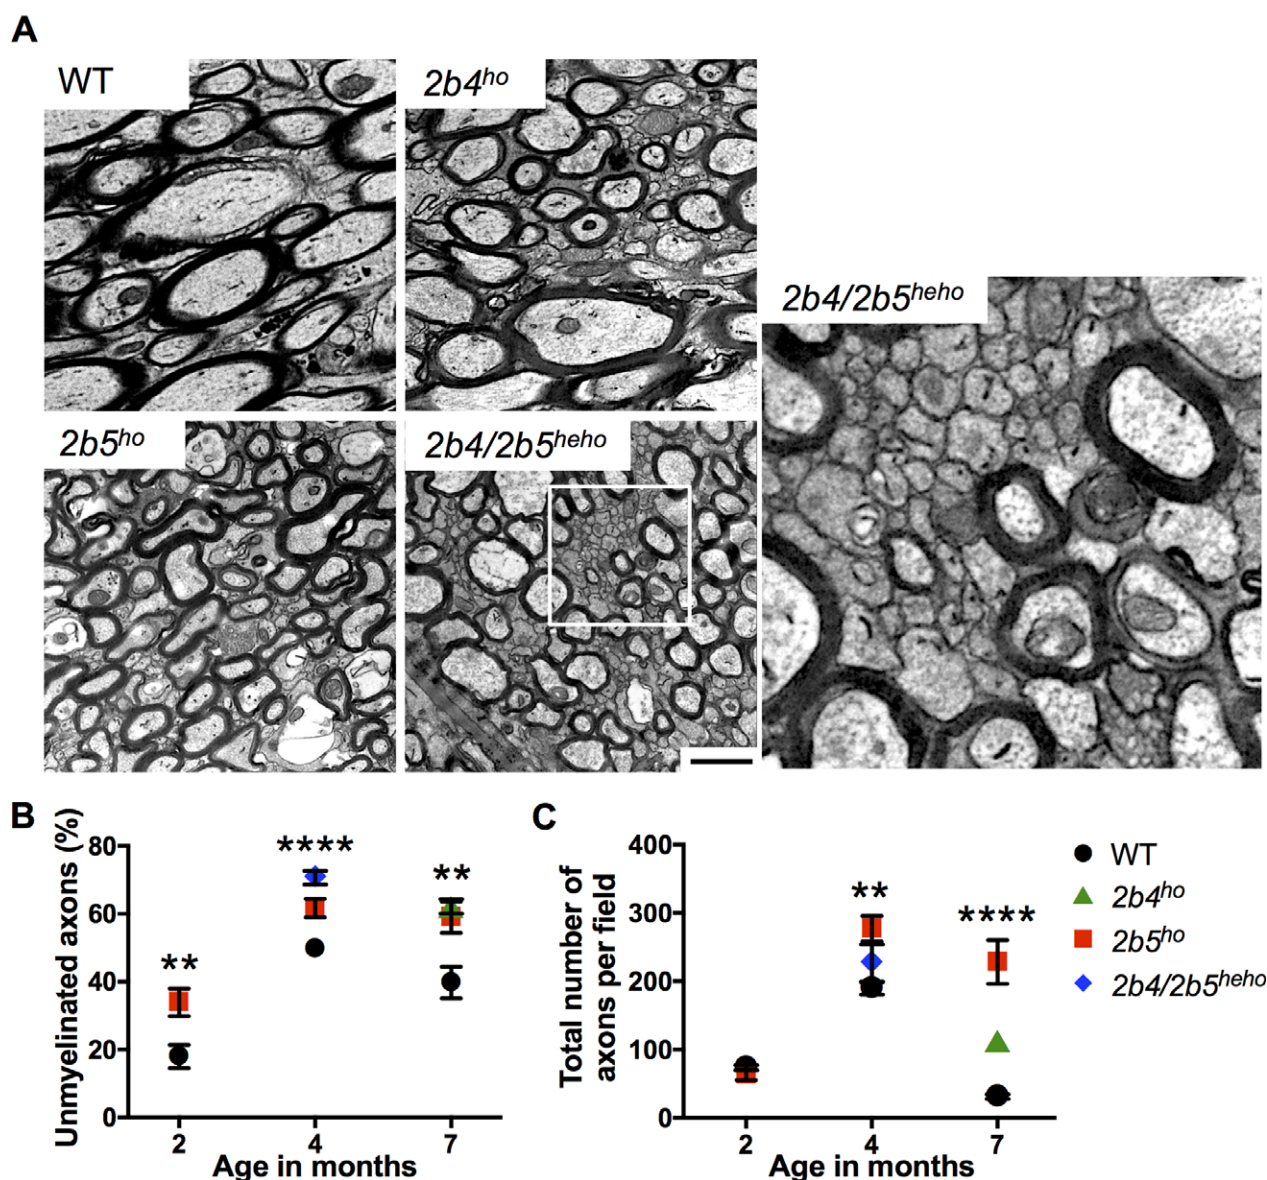 A
WT
2b4ho
2b5ho
2b4/2b5heho
2b4/2b5heho
B
Unmyelinated axons (%)
80
60
40
20
0
**
****
**
2
4
7
Age in months
C
Total number of
axons per field
400
300
200
100
0
**
****
2
4
7
Age in months
WT
2b4ho
2b5ho
2b4/2b5heho